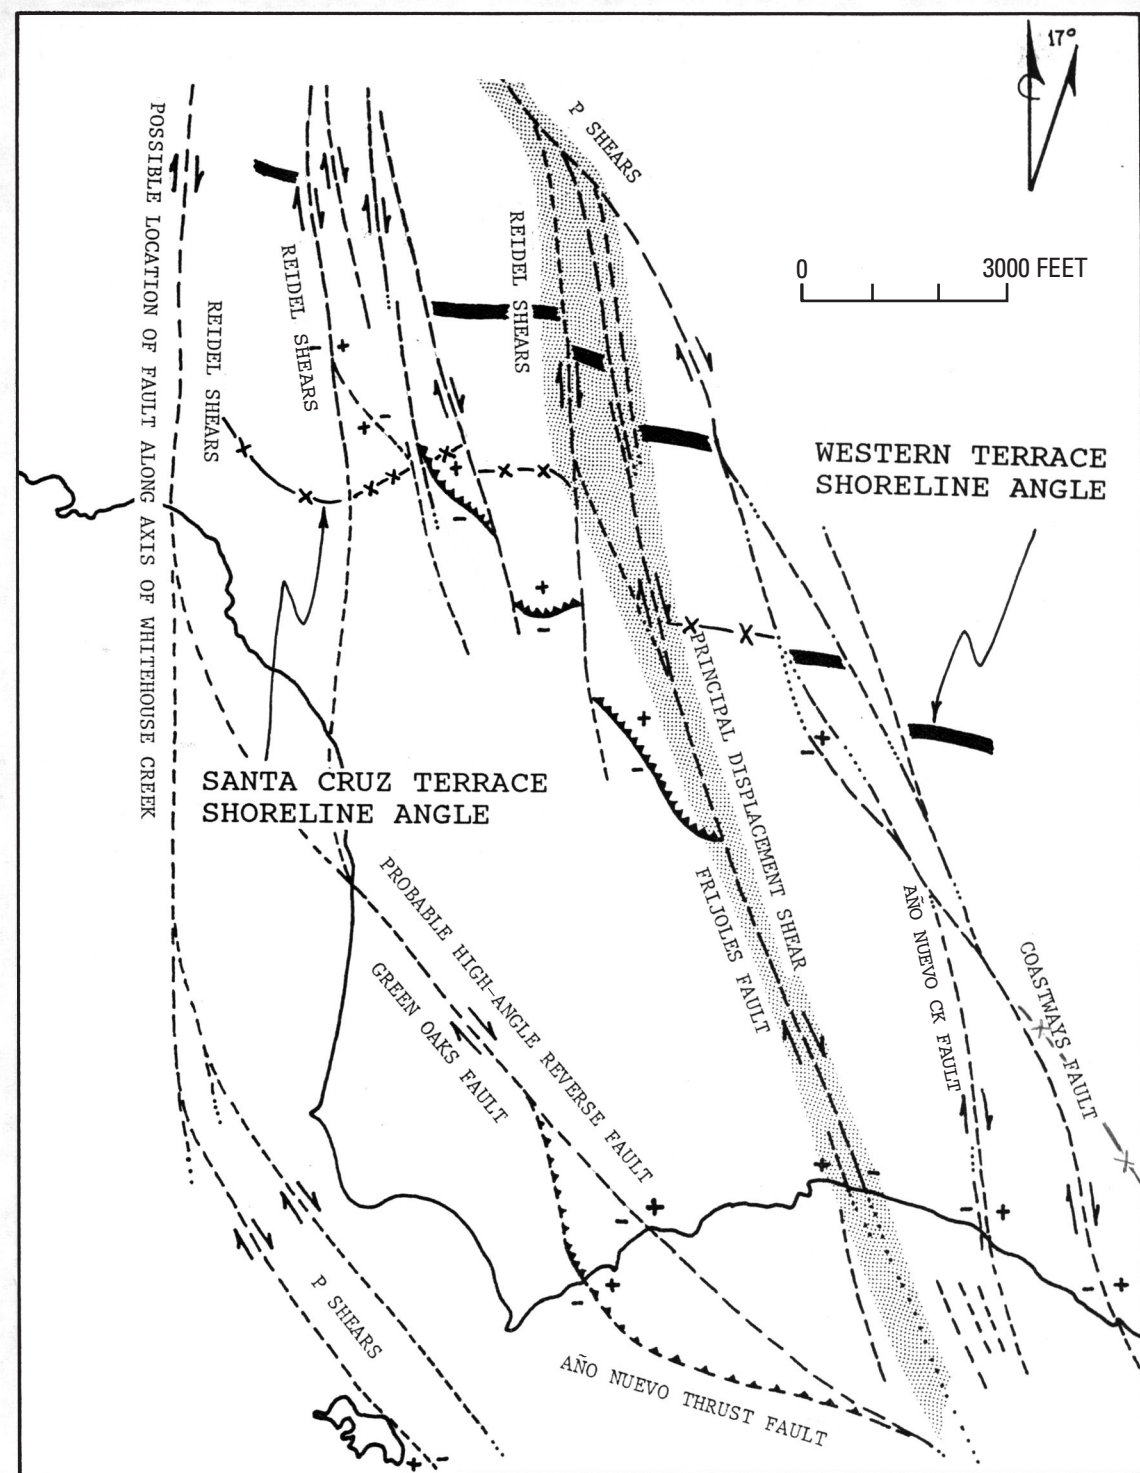 17°
P SHEARS
0 3000 FEET
POSSIBLE LOCATION OF FAULT ALONG AXIS OF WHITEHOUSE CREEK
REIDEL SHEARS
REIDEL SHEARS
REIDEL SHEARS
WESTERN TERRACE
SHORELINE ANGLE
SANTA CRUZ TERRACE
SHORELINE ANGLE
PRINCIPAL DISPLACEMENT SHEAR
FRIJOLES FAULT
PROBABLE HIGH-ANGLE REVERSE FAULT
GREEN OAKS FAULT
AÑO NUEVO CK FAULT
COASTWAYS FAULT
P SHEARS
AÑO NUEVO THRUST FAULT